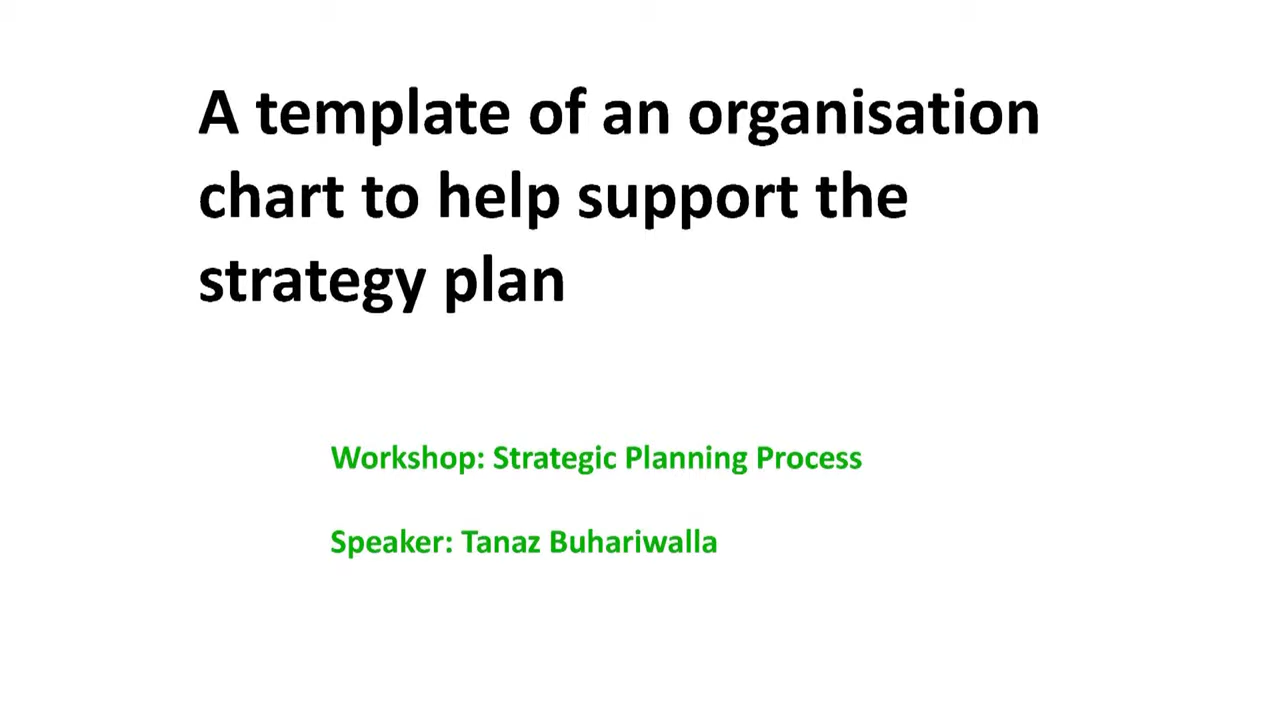 A template of an organisation
chart to help support the
strategy plan
Workshop: Strategic Planning Process
Speaker: Tanaz Buhariwalla